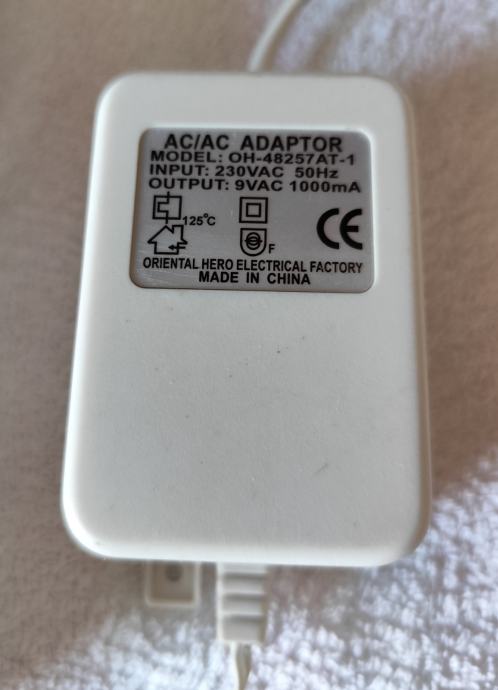 AC/AC ADAPTOR
MODEL: OH-48257AT-1
INPUT: 230VAC 50Hz
OUTPUT: 9VAC 1000mA
125°C
F
CE
ORIENTAL HERO ELECTRICAL FACTORY
MADE IN CHINA